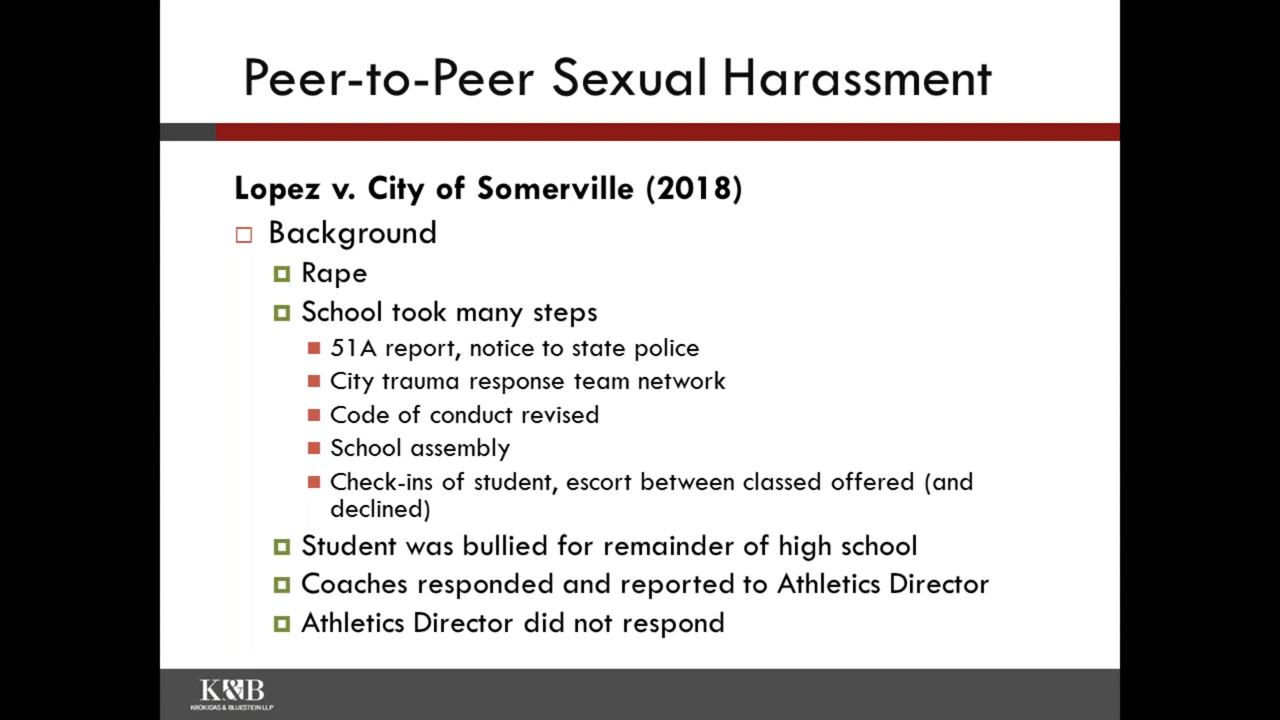 Peer-to-Peer Sexual Harassment
Lopez v. City of Somerville (2018)
Background
Rape
School took many steps
51A report, notice to state police
City trauma response team network
Code of conduct revised
School assembly
Check-ins of student, escort between classed offered (and
declined)
Student was bullied for remainder of high school
Coaches responded and reported to Athletics Director
Athletics Director did not respond
K&B
KROKIDAS & BLUESTEIN LLP